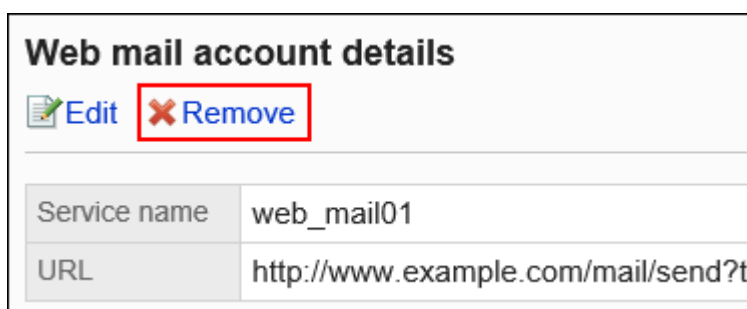 Web mail account details
Edit Remove
Service name web_mail01
URL http://www.example.com/mail/send?t